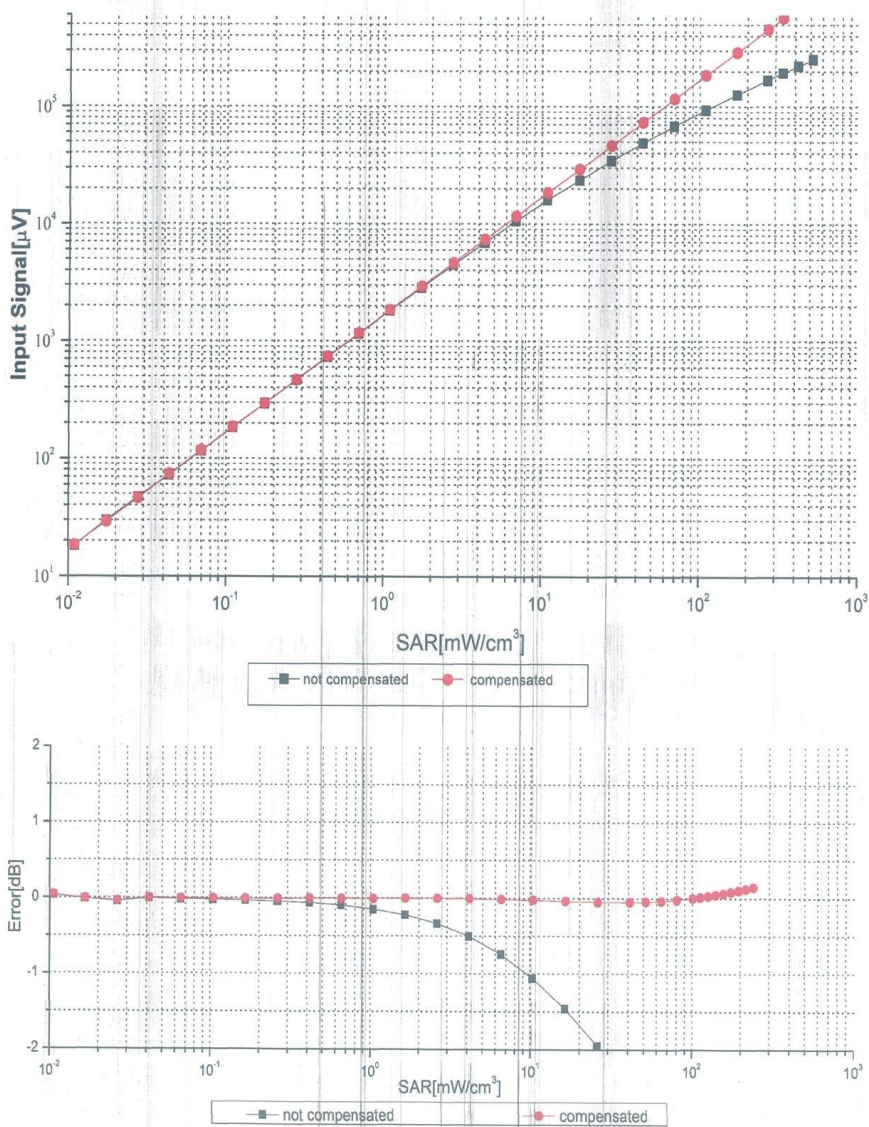 Input Signal[µV]
10⁵
10⁴
10³
10²
10¹
10⁻² 10⁻¹ 10⁰ 10¹ 10² 10³
SAR[mW/cm³]
not compensated compensated
Error[dB]
2
1
0
-1
-2
10⁻² 10⁻¹ 10⁰ 10¹ 10² 10³
SAR[mW/cm³]
not compensated compensated